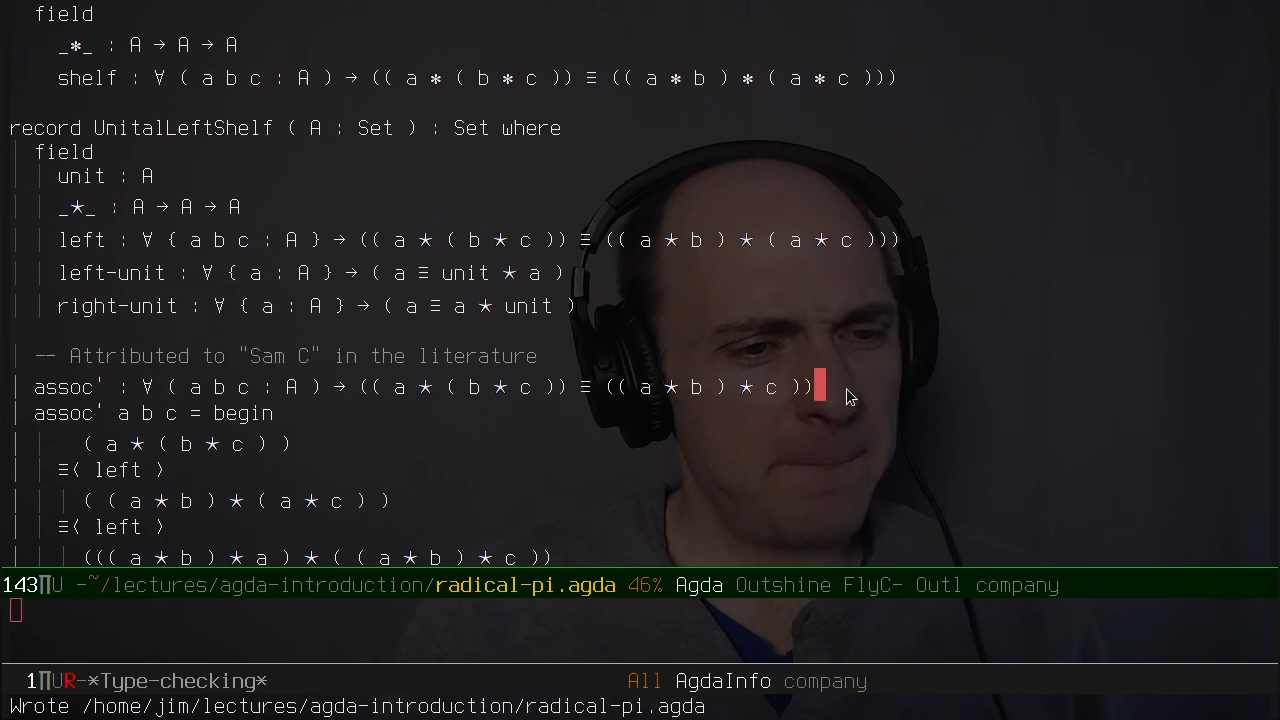 field
_✱_ : A → A → A
shelf : ∀ ( a b c : A ) → (( a ✱ ( b ✱ c )) ≡ (( a ✱ b ) ✱ ( a ✱ c )))
record UnitalLeftShelf ( A : Set ) : Set where
field
unit : A
_★_ : A → A → A
left : ∀ { a b c : A } → (( a ★ ( b ★ c )) ≡ (( a ★ b ) ★ ( a ★ c )))
left-unit : ∀ { a : A } → ( a ≡ unit ★ a )
right-unit : ∀ { a : A } → ( a ≡ a ★ unit )
-- Attributed to "Sam C" in the literature
assoc' : ∀ ( a b c : A ) → (( a ★ ( b ★ c )) ≡ (( a ★ b ) ★ c ))
assoc' a b c = begin
( a ★ ( b ★ c ) )
≡⟨ left ⟩
( ( a ★ b ) ★ ( a ★ c ) )
≡⟨ left ⟩
((( a ★ b ) ★ a ) ★ ( ( a ★ b ) ★ c ))
143∏U -~/lectures/agda-introduction/radical-pi.agda 46% Agda Outshine FlyC- Outl company
1∏UR-*Type-checking* All AgdaInfo company
Wrote /home/jim/lectures/agda-introduction/radical-pi.agda